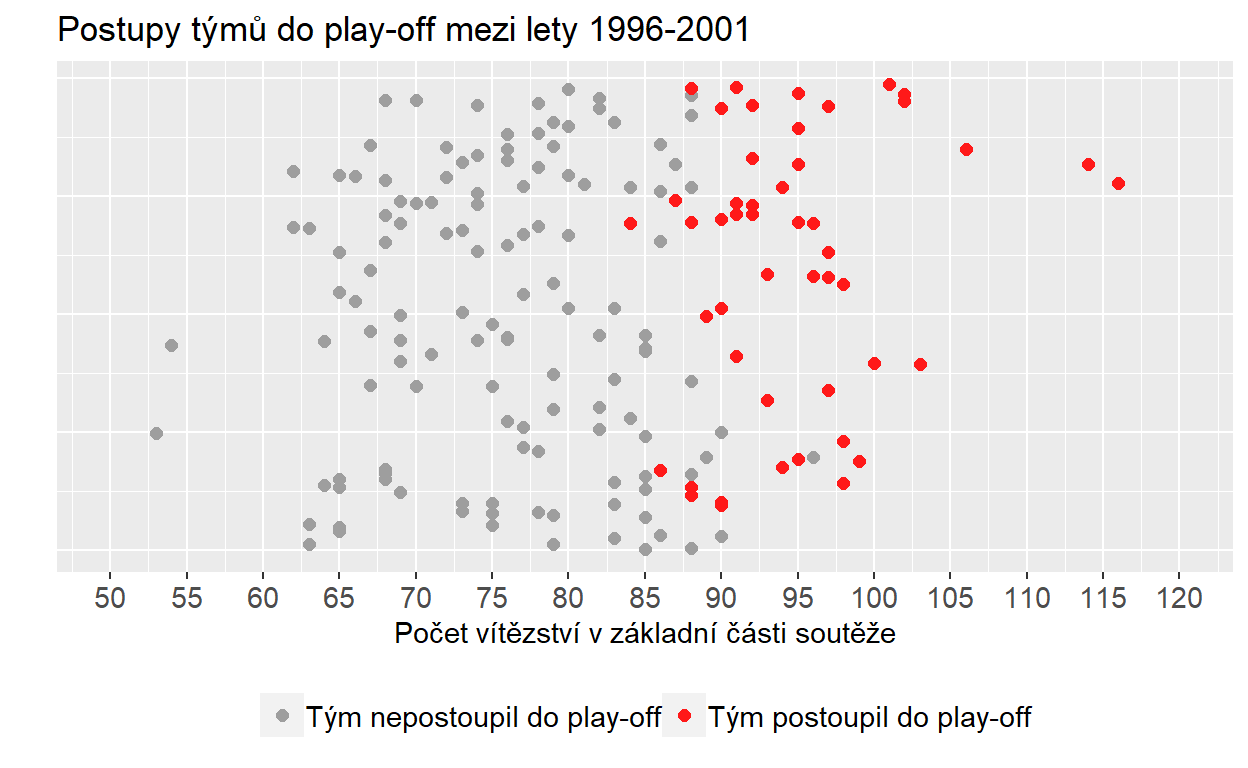 Postupy týmů do play-off mezi lety 1996-2001
50 55 60 65 70 75 80 85 90 95 100 105 110 115 120
Počet vítězství v základní části soutěže
Tým nepostoupil do play-off Tým postoupil do play-off